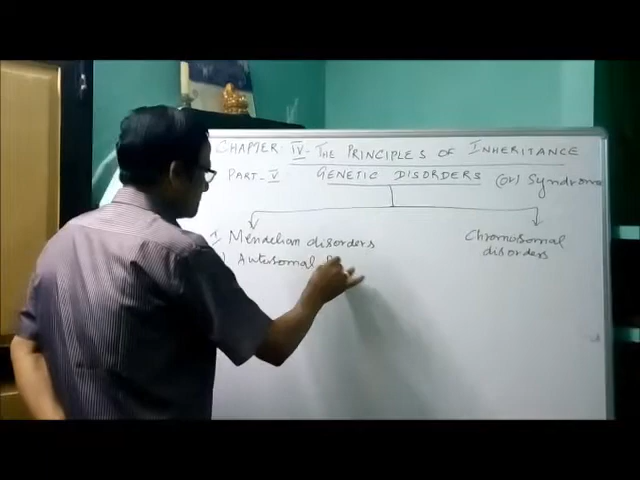 CHAPTER: IV - THE PRINCIPLES OF INHERITANCE
PART - V GENETIC DISORDERS (or) Syndrome
I Mendelian disorders
Chromosomal
disorders
Autosomal